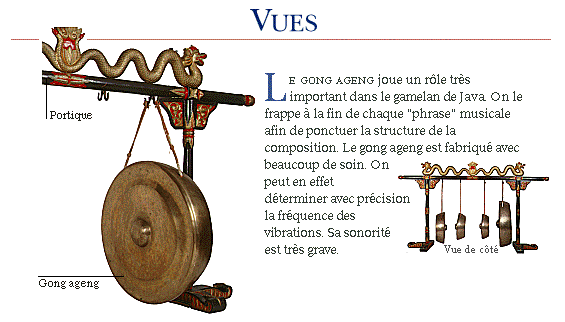 VUES
LE GONG AGENG joue un rôle très
important dans le gamelan de Java. On le
frappe à la fin de chaque "phrase" musicale
afin de ponctuer la structure de la
composition. Le gong ageng est fabriqué avec
beaucoup de soin. On
peut en effet
déterminer avec précision
la fréquence des
vibrations. Sa sonorité
est très grave.
Portique
Gong ageng
Vue de côté